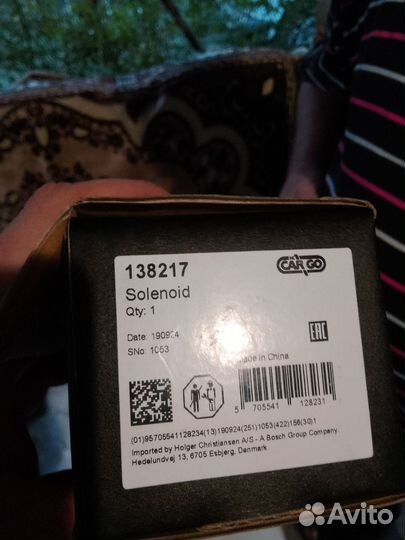 138217
CARGO
Solenoid
Qty: 1
Date: 190924
SNo: 1053
Made in China
EAC
5 705541 128231
(01)95705541128234(13)190924(251)1053(422)156(30)1
Imported by Holger Christiansen A/S - A Bosch Group Company.
Hedelundvej 13, 6705 Esbjerg, Denmark
Avito